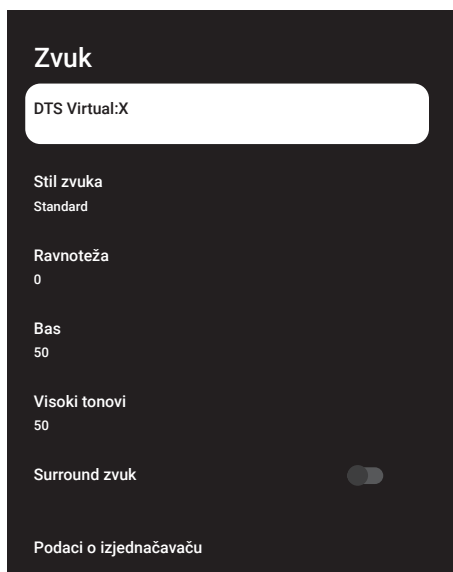 Zvuk
DTS Virtual:X
Stil zvuka
Standard
Ravnoteža
0
Bas
50
Visoki tonovi
50
Surround zvuk
Podaci o izjednačavaču